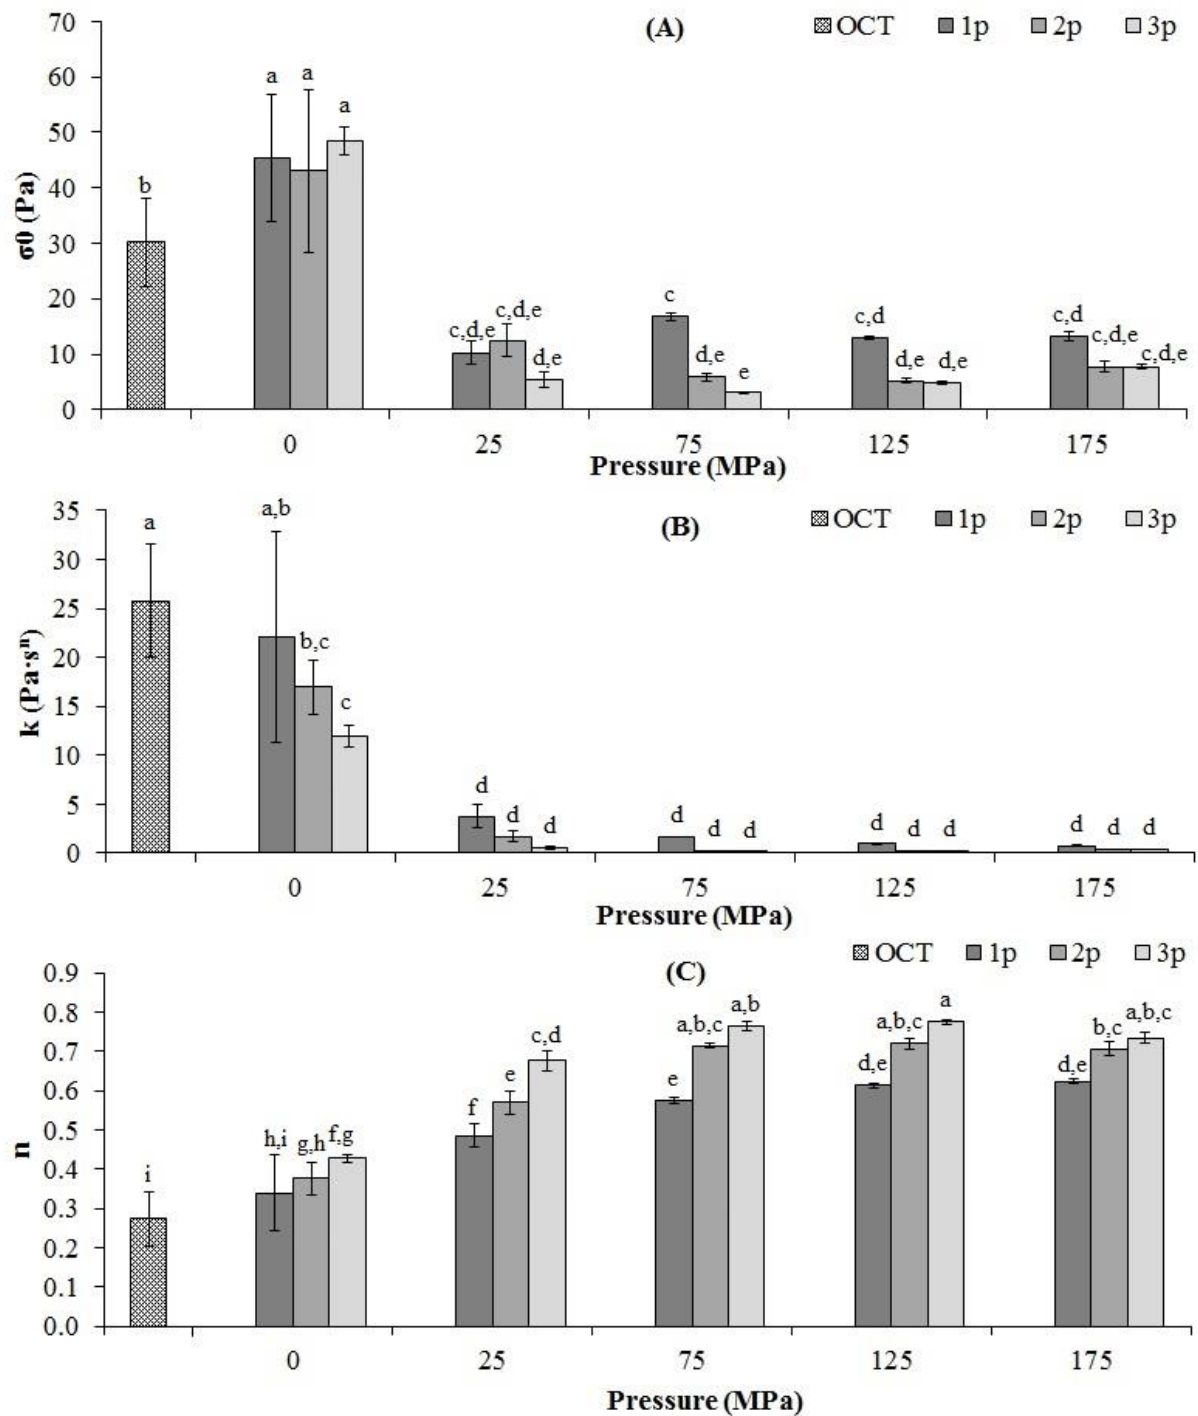 (A)
OCT 1p 2p 3p
σ0 (Pa)
70
60
50
40
30
20
10
0
b
a a a
c,d,e c,d,e d,e
c d,e e
c,d d,e d,e
c,d c,d,e c,d,e
0 25 75 125 175
Pressure (MPa)
(B)
OCT 1p 2p 3p
k (Pa·sⁿ)
35
30
25
20
15
10
5
0
a
a,b b,c c
d d d
d d d
d d d
d d d
0 25 75 125 175
Pressure (MPa)
OCT 1p 2p 3p
(C)
n
0.9
0.8
0.7
0.6
0.5
0.4
0.3
0.2
0.1
0.0
i
h,i g,h f,g
f e c,d
e a,b,c a,b
d,e a,b,c a
d,e b,c a,b,c
0 25 75 125 175
Pressure (MPa)